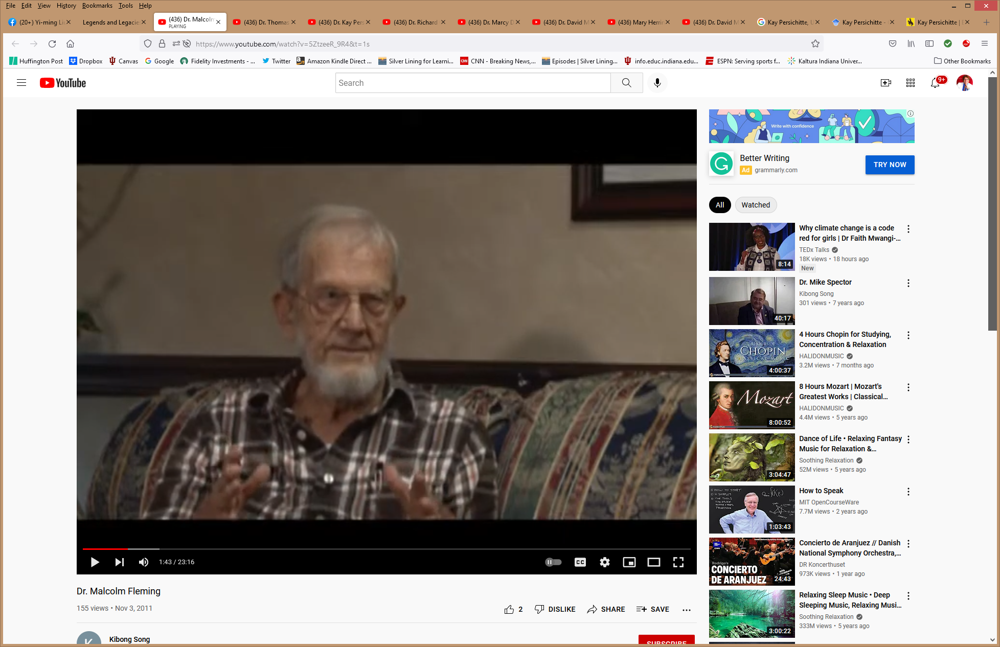 File Edit View History Bookmarks Tools Help
(20+) Yi-ming Li
Legends and Legacie
(436) Dr. Malcolm
PLAYING
(436) Dr. Thomas
(436) Dr. Kay Pers
(436) Dr. Richard
(436) Dr. Marcy D
(436) Dr. David M
(436) Mary Herrin
(436) Dr. David M
Kay Persichitte, U
Kay Persichitte -
Kay Persichitte |
https://www.youtube.com/watch?v=5ZtzeeR_9R4&t=1s
Huffington Post Dropbox Canvas Google Fidelity Investments - ... Twitter Amazon Kindle Direct ... Silver Lining for Learni... CNN - Breaking News,... Episodes | Silver Lining... info.educ.indiana.edu... ESPN: Serving sports f... Kaltura Indiana Univer... Other Bookmarks
YouTube
Search
9+
Write with confidence
Better Writing
Ad grammarly.com
TRY NOW
All Watched
Why climate change is a code
red for girls | Dr Faith Mwangi-...
TEDx Talks
18K views • 18 hours ago
New
8:14
Dr. Mike Spector
Kibong Song
301 views • 7 years ago
40:17
4 HOURS OF
CHOPIN
CLASSICAL MUSIC
4:00:37
4 Hours Chopin for Studying,
Concentration & Relaxation
HALIDONMUSIC
3.2M views • 7 months ago
Mozart
8:00:52
8 Hours Mozart | Mozart's
Greatest Works | Classical...
HALIDONMUSIC
4.4M views • 5 years ago
3:04:47
Dance of Life • Relaxing Fantasy
Music for Relaxation &...
Soothing Relaxation
52M views • 5 years ago
HOW TO START
4 SAMPLES
THE TOOLS
TIME & PLACE
1:03:43
How to Speak
MIT OpenCourseWare
7.7M views • 2 years ago
Rodrigo's
CONCIERTO
DE ARANJUEZ
24:43
Concierto de Aranjuez // Danish
National Symphony Orchestra,...
DR Koncerthuset
973K views • 1 year ago
3:00:22
Relaxing Sleep Music • Deep
Sleeping Music, Relaxing Musi...
Soothing Relaxation
333M views • 5 years ago
1:43 / 23:16
CC
Dr. Malcolm Fleming
155 views • Nov 3, 2011
2 DISLIKE SHARE SAVE ...
K
Kibong Song
SUBSCRIBE